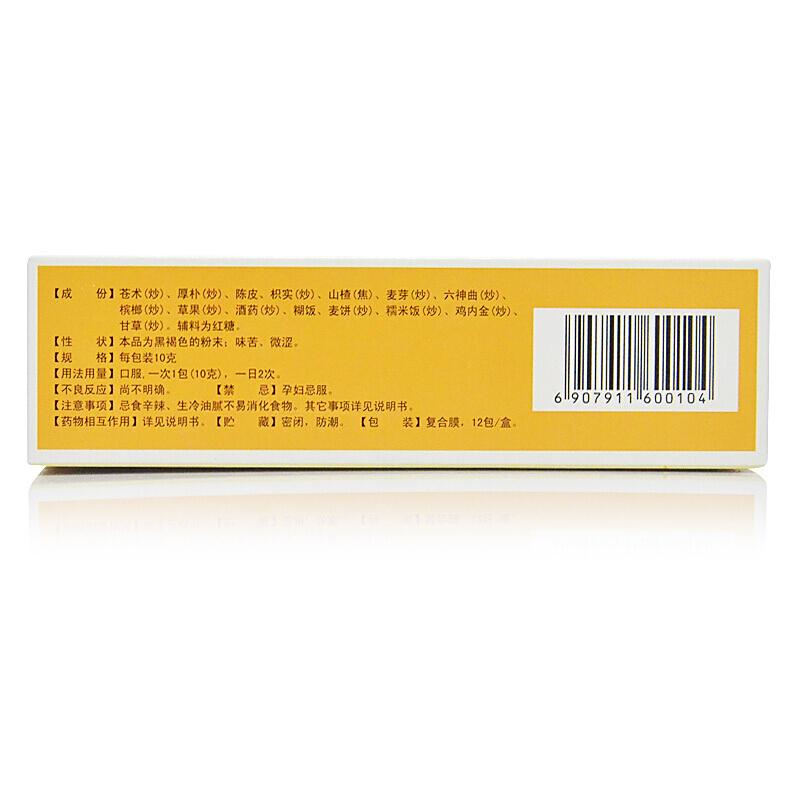 【成　份】苍术(炒)、厚朴(炒)、陈皮、枳实(炒)、山楂(焦)、麦芽(炒)、六神曲(炒)、
槟榔(炒)、草果(炒)、酒药(炒)、糊饭、麦饼(炒)、糯米饭(炒)、鸡内金(炒)、
甘草(炒)。辅料为红糖。
【性　状】本品为黑褐色的粉末；味苦、微涩。
【规　格】每包装10克
【用法用量】口服,一次1包(10克)，一日2次。
【不良反应】尚不明确。　【禁　忌】孕妇忌服。
【注意事项】忌食辛辣、生冷油腻不易消化食物。其它事项详见说明书。
【药物相互作用】详见说明书。【贮　藏】密闭，防潮。【包　装】复合膜，12包/盒。
6 907911 600104